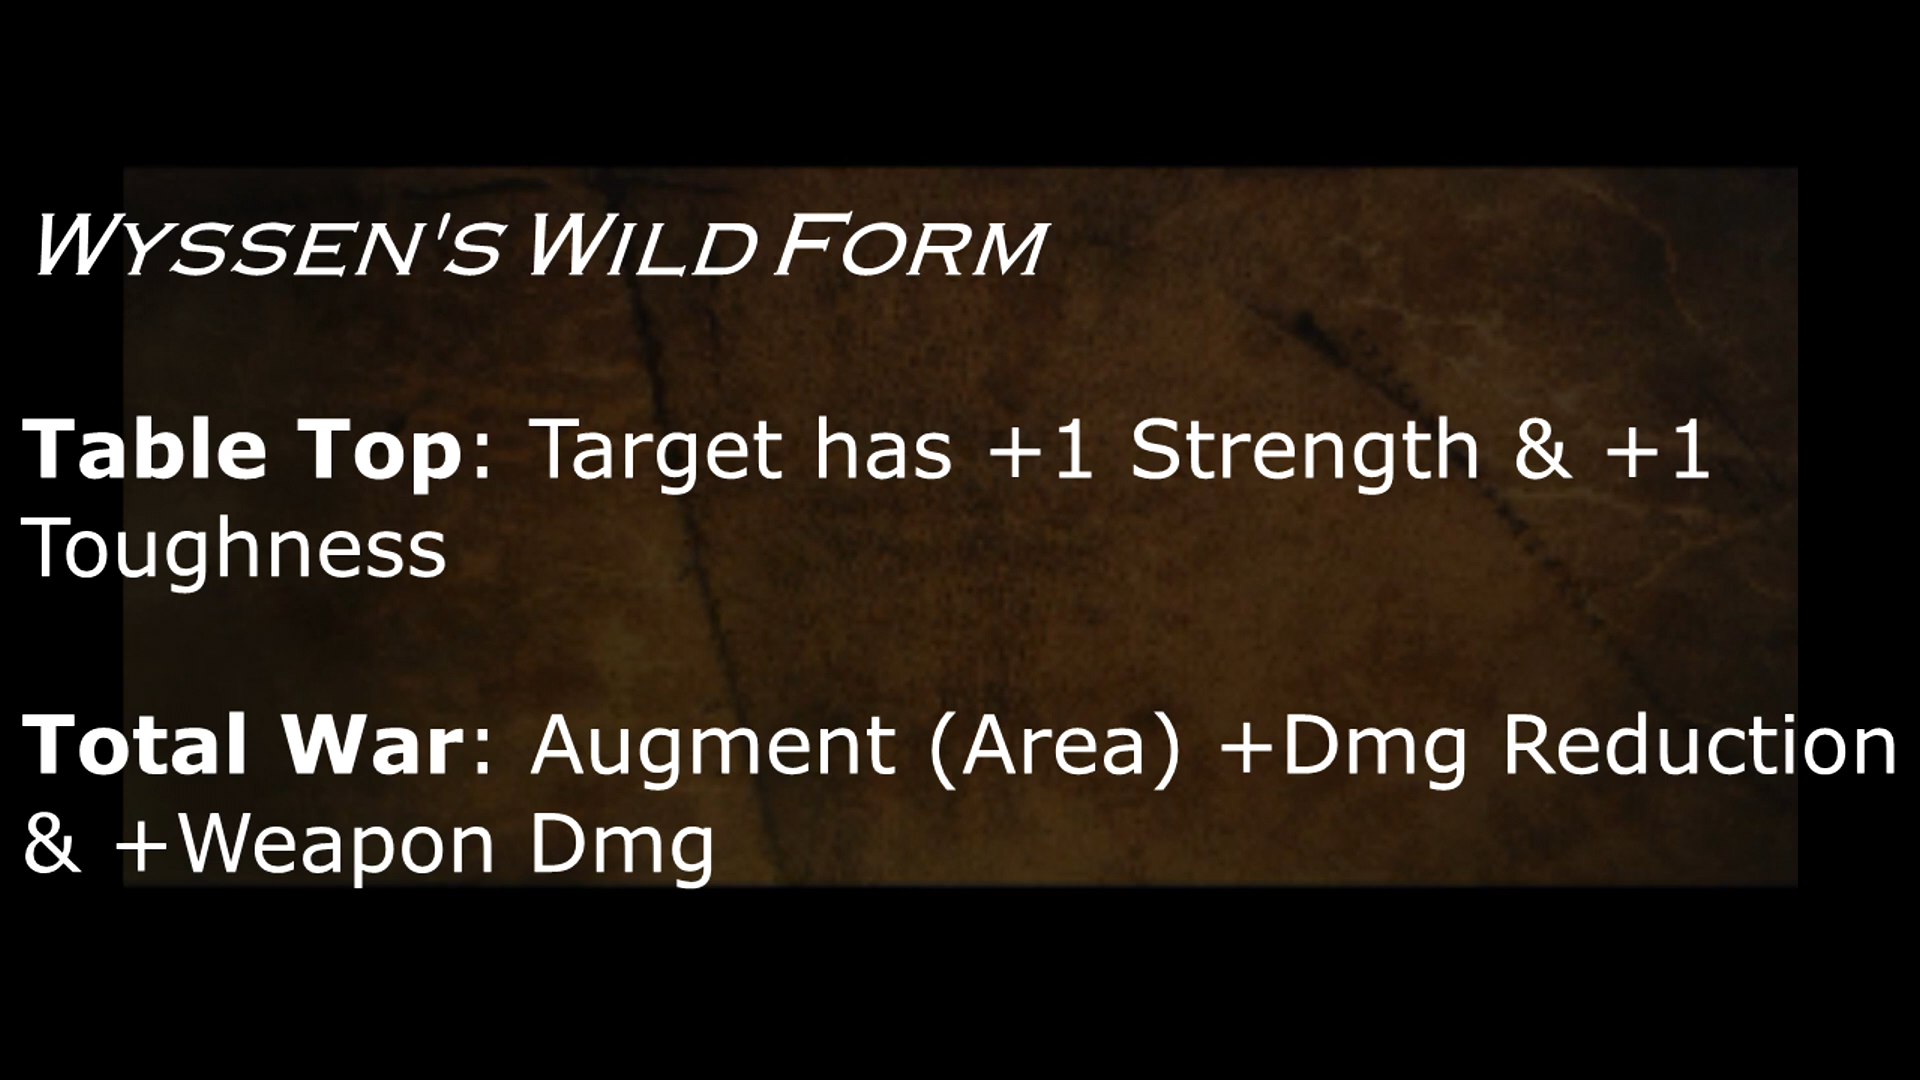 Wyssen's Wild Form
Table Top: Target has +1 Strength & +1
Toughness
Total War: Augment (Area) +Dmg Reduction
& +Weapon Dmg